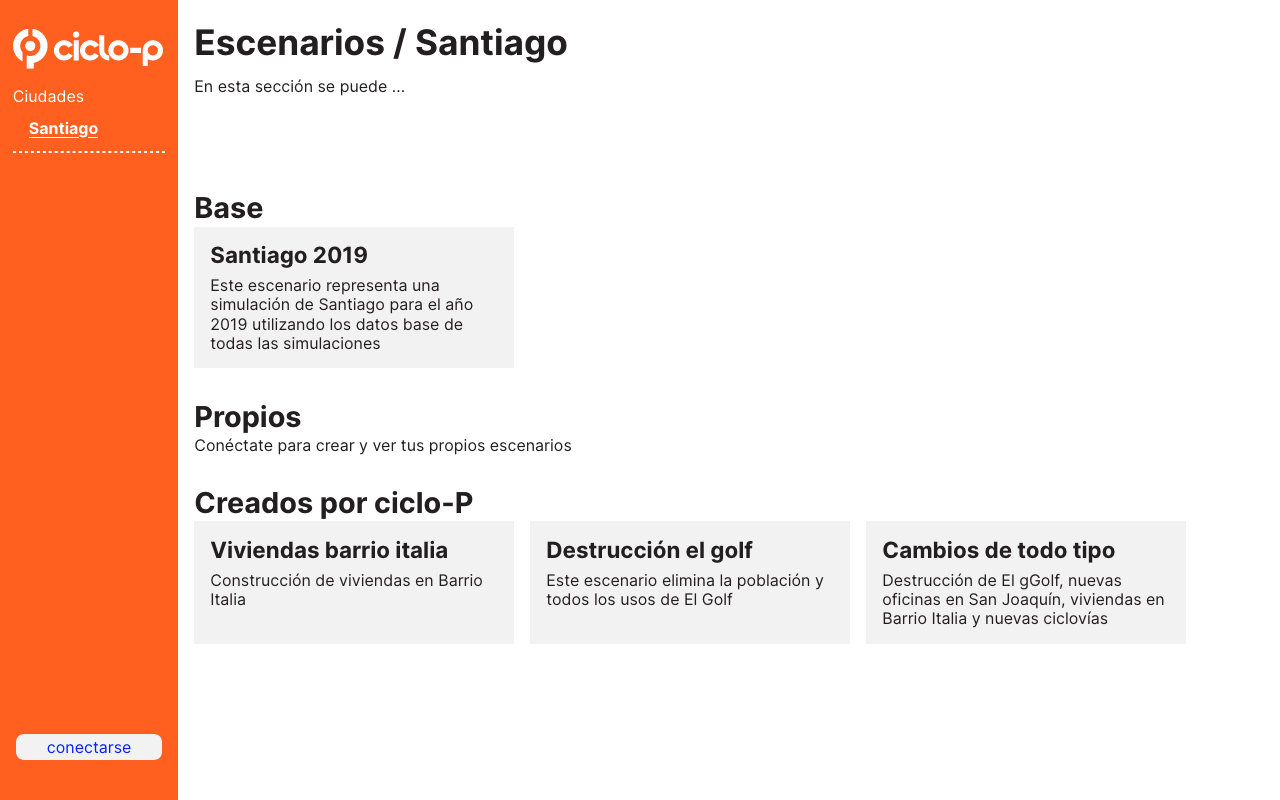 ciclo-p
Ciudades
Santiago
conectarse
Escenarios / Santiago
En esta sección se puede ...
Base
Santiago 2019
Este escenario representa una
simulación de Santiago para el año
2019 utilizando los datos base de
todas las simulaciones
Propios
Conéctate para crear y ver tus propios escenarios
Creados por ciclo-P
Viviendas barrio italia
Construcción de viviendas en Barrio
Italia
Destrucción el golf
Este escenario elimina la población y
todos los usos de El Golf
Cambios de todo tipo
Destrucción de El gGolf, nuevas
oficinas en San Joaquín, viviendas en
Barrio Italia y nuevas ciclovías